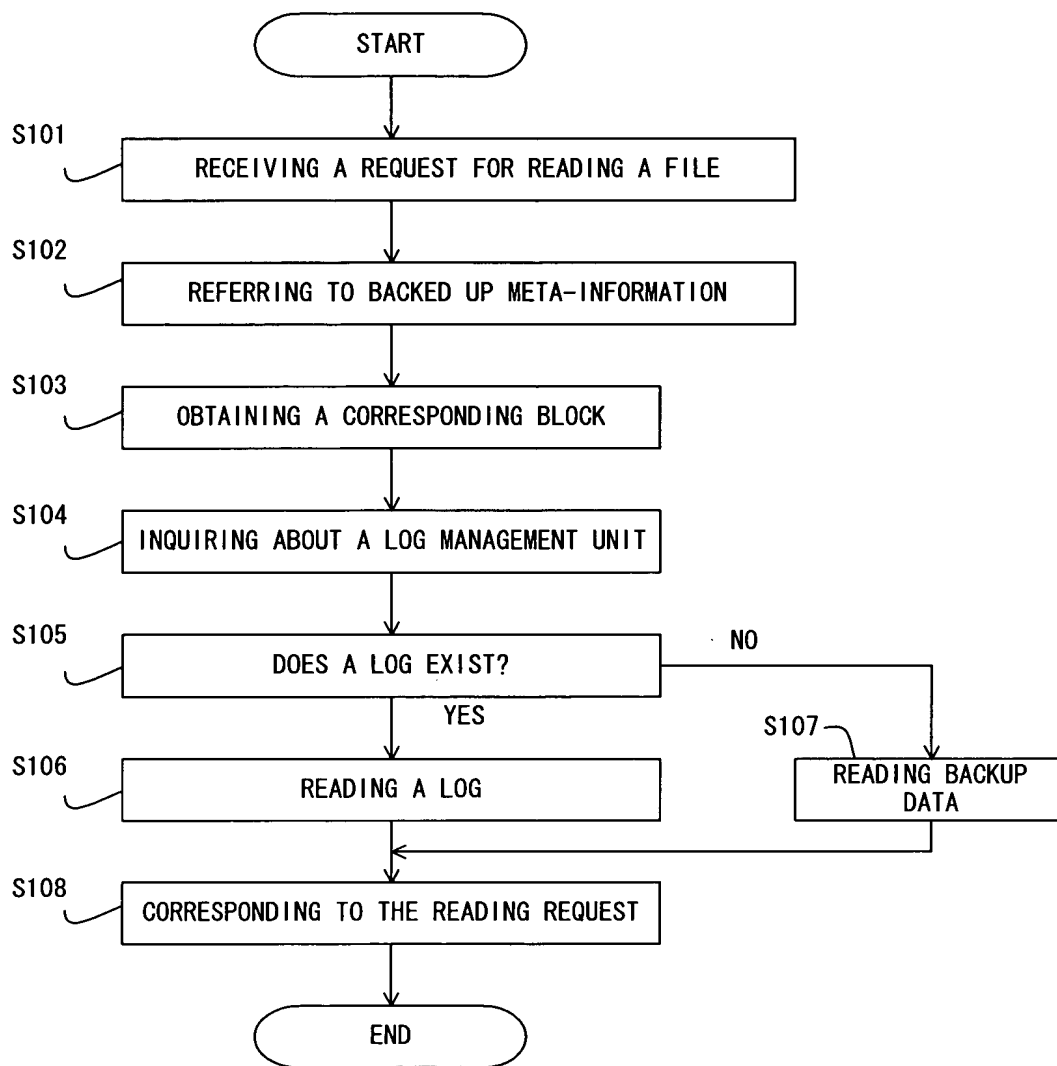 START
S101
RECEIVING A REQUEST FOR READING A FILE
S102
REFERRING TO BACKED UP META-INFORMATION
S103
OBTAINING A CORRESPONDING BLOCK
S104
INQUIRING ABOUT A LOG MANAGEMENT UNIT
S105
DOES A LOG EXIST?
NO
YES
S107
READING BACKUP
DATA
S106
READING A LOG
S108
CORRESPONDING TO THE READING REQUEST
END